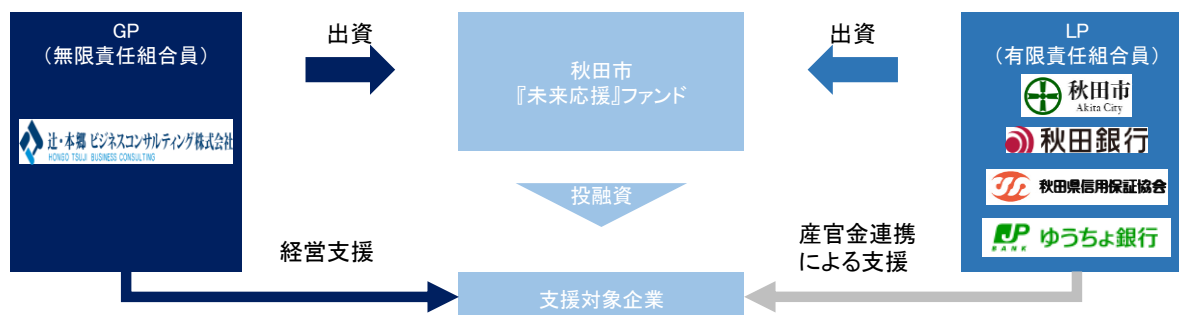 GP
（無限責任組合員）
辻・本郷 ビジネスコンサルティング株式会社
HONGO TSUJI BUSINESS CONSULTING
出資
秋田市
『未来応援』ファンド
出資
LP
（有限責任組合員）
秋田市
Akita City
秋田銀行
秋田県信用保証協会
JP
BANK
ゆうちょ銀行
投融資
経営支援
産官金連携
による支援
支援対象企業